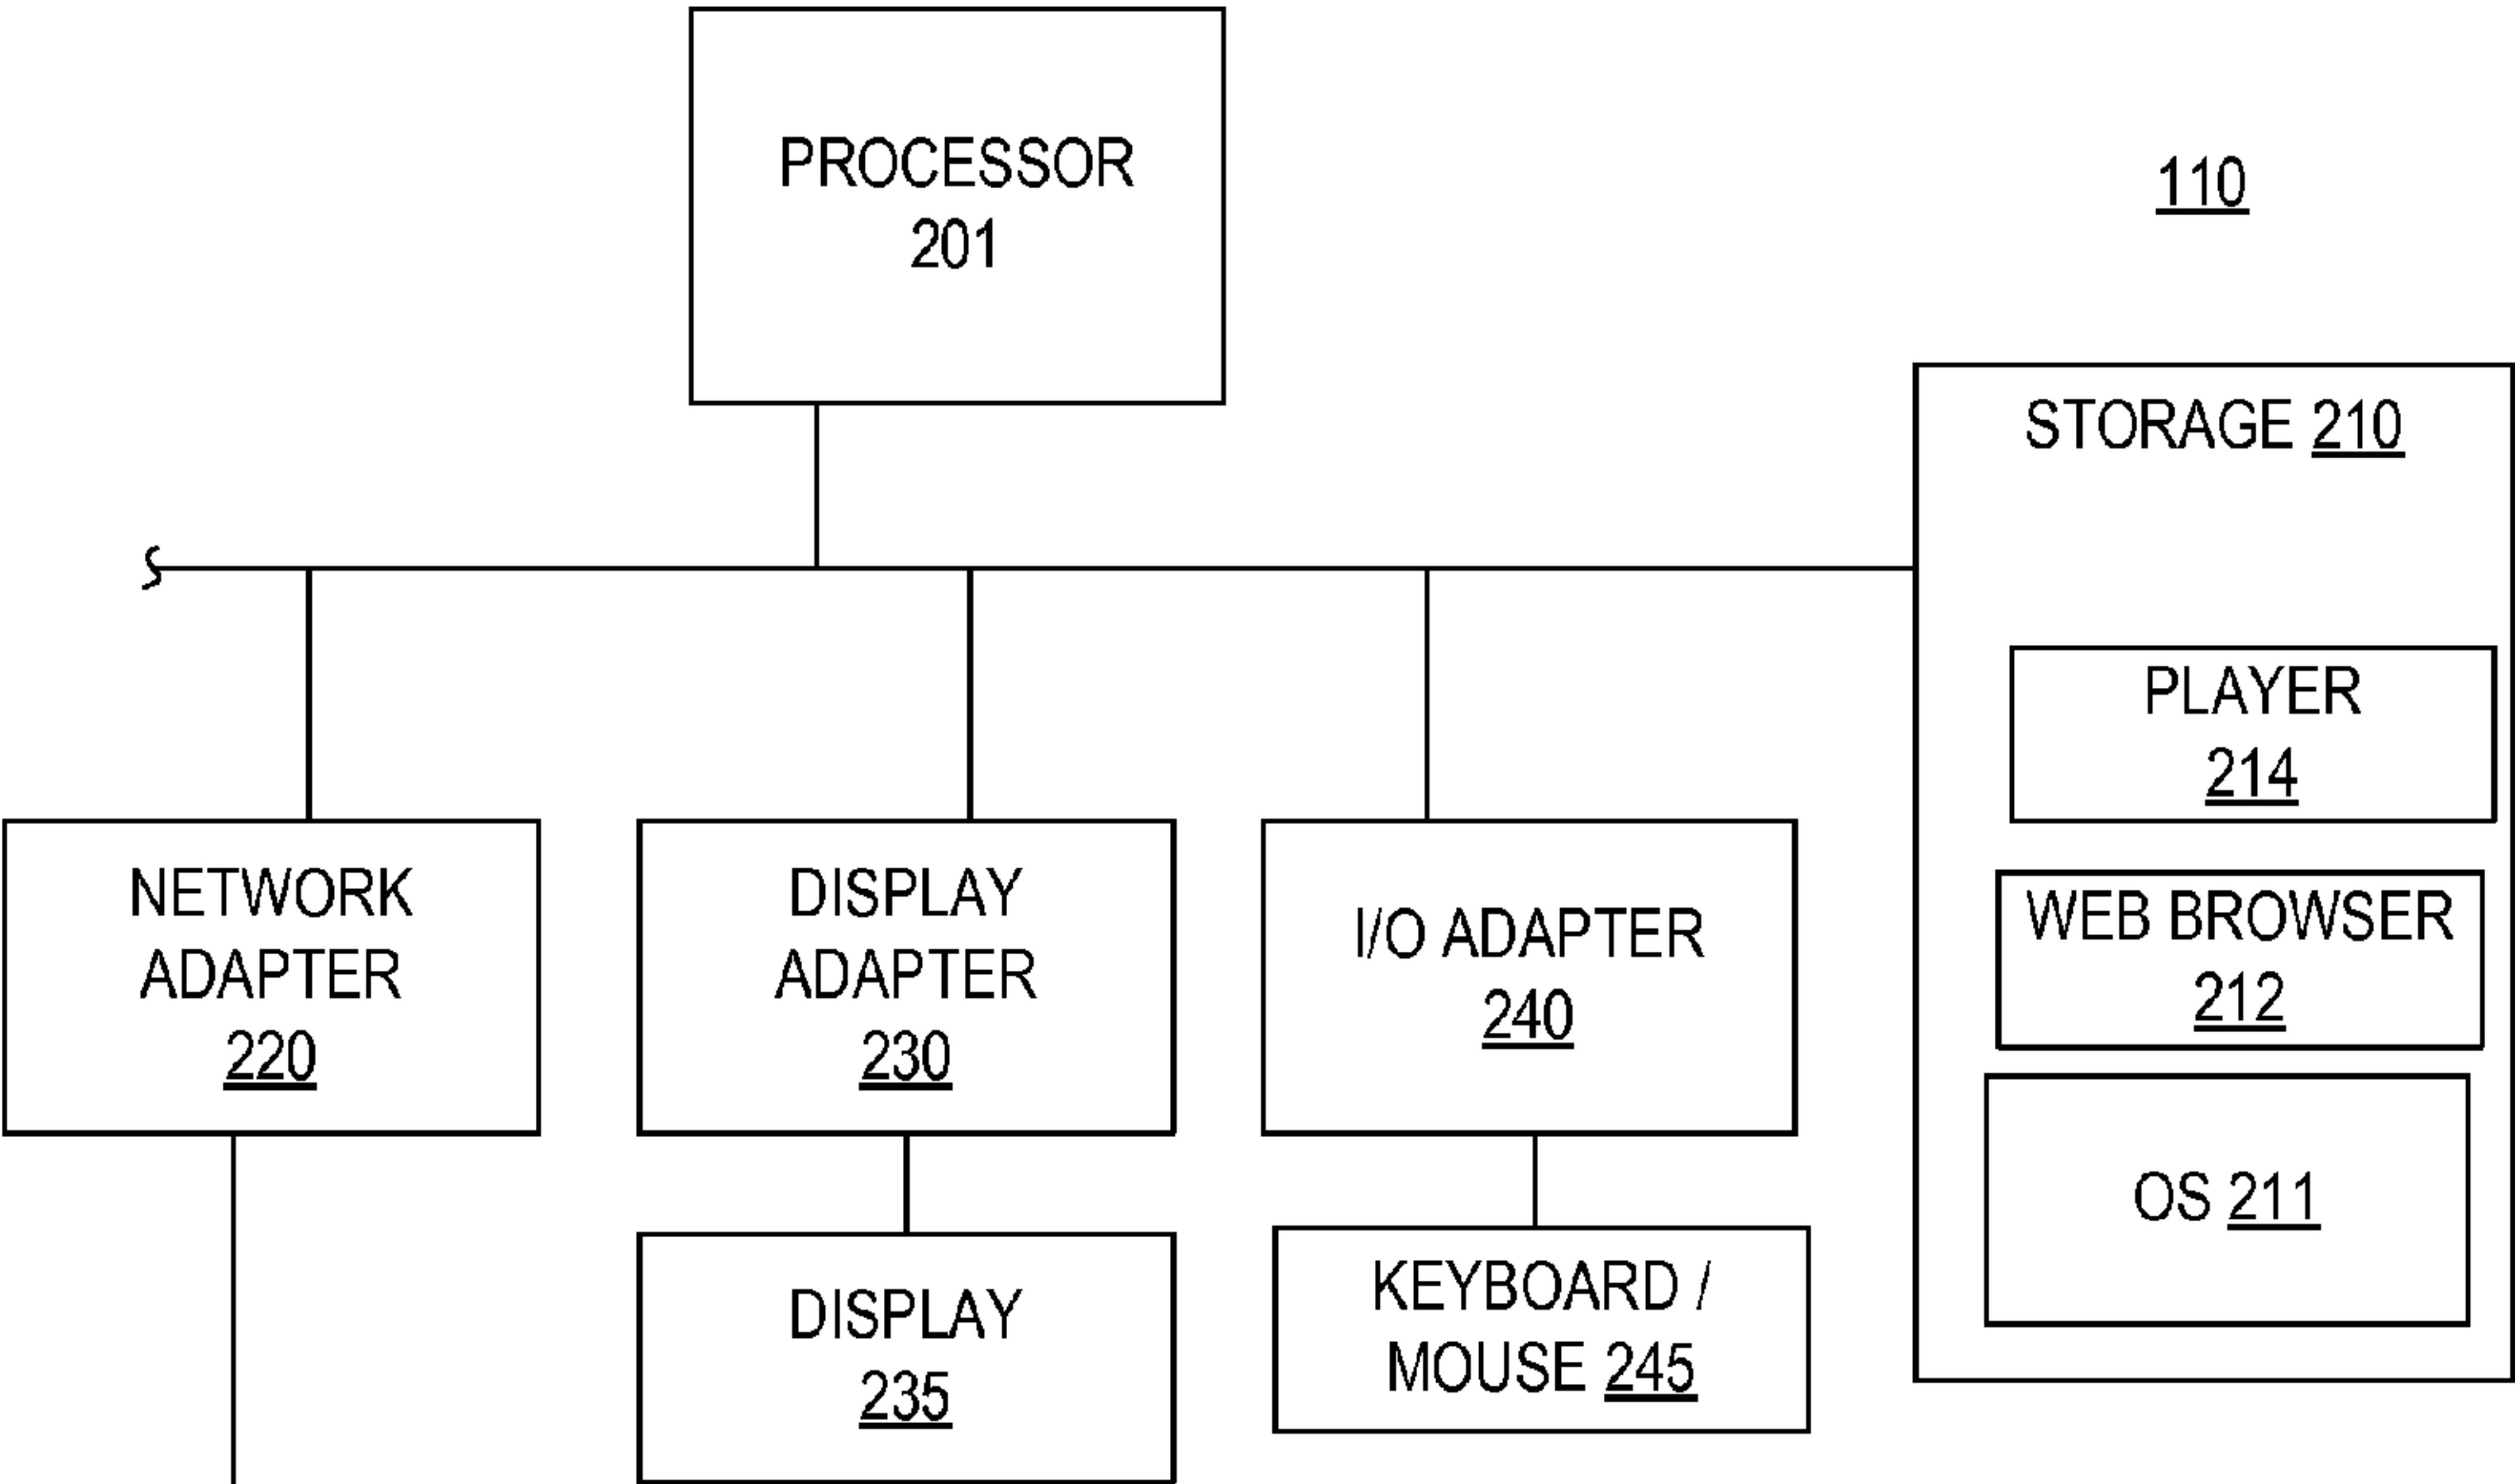 PROCESSOR
201
110
STORAGE 210
PLAYER
214
WEB BROWSER
212
OS 211
NETWORK
ADAPTER
220
DISPLAY
ADAPTER
230
I/O ADAPTER
240
DISPLAY
235
KEYBOARD /
MOUSE 245